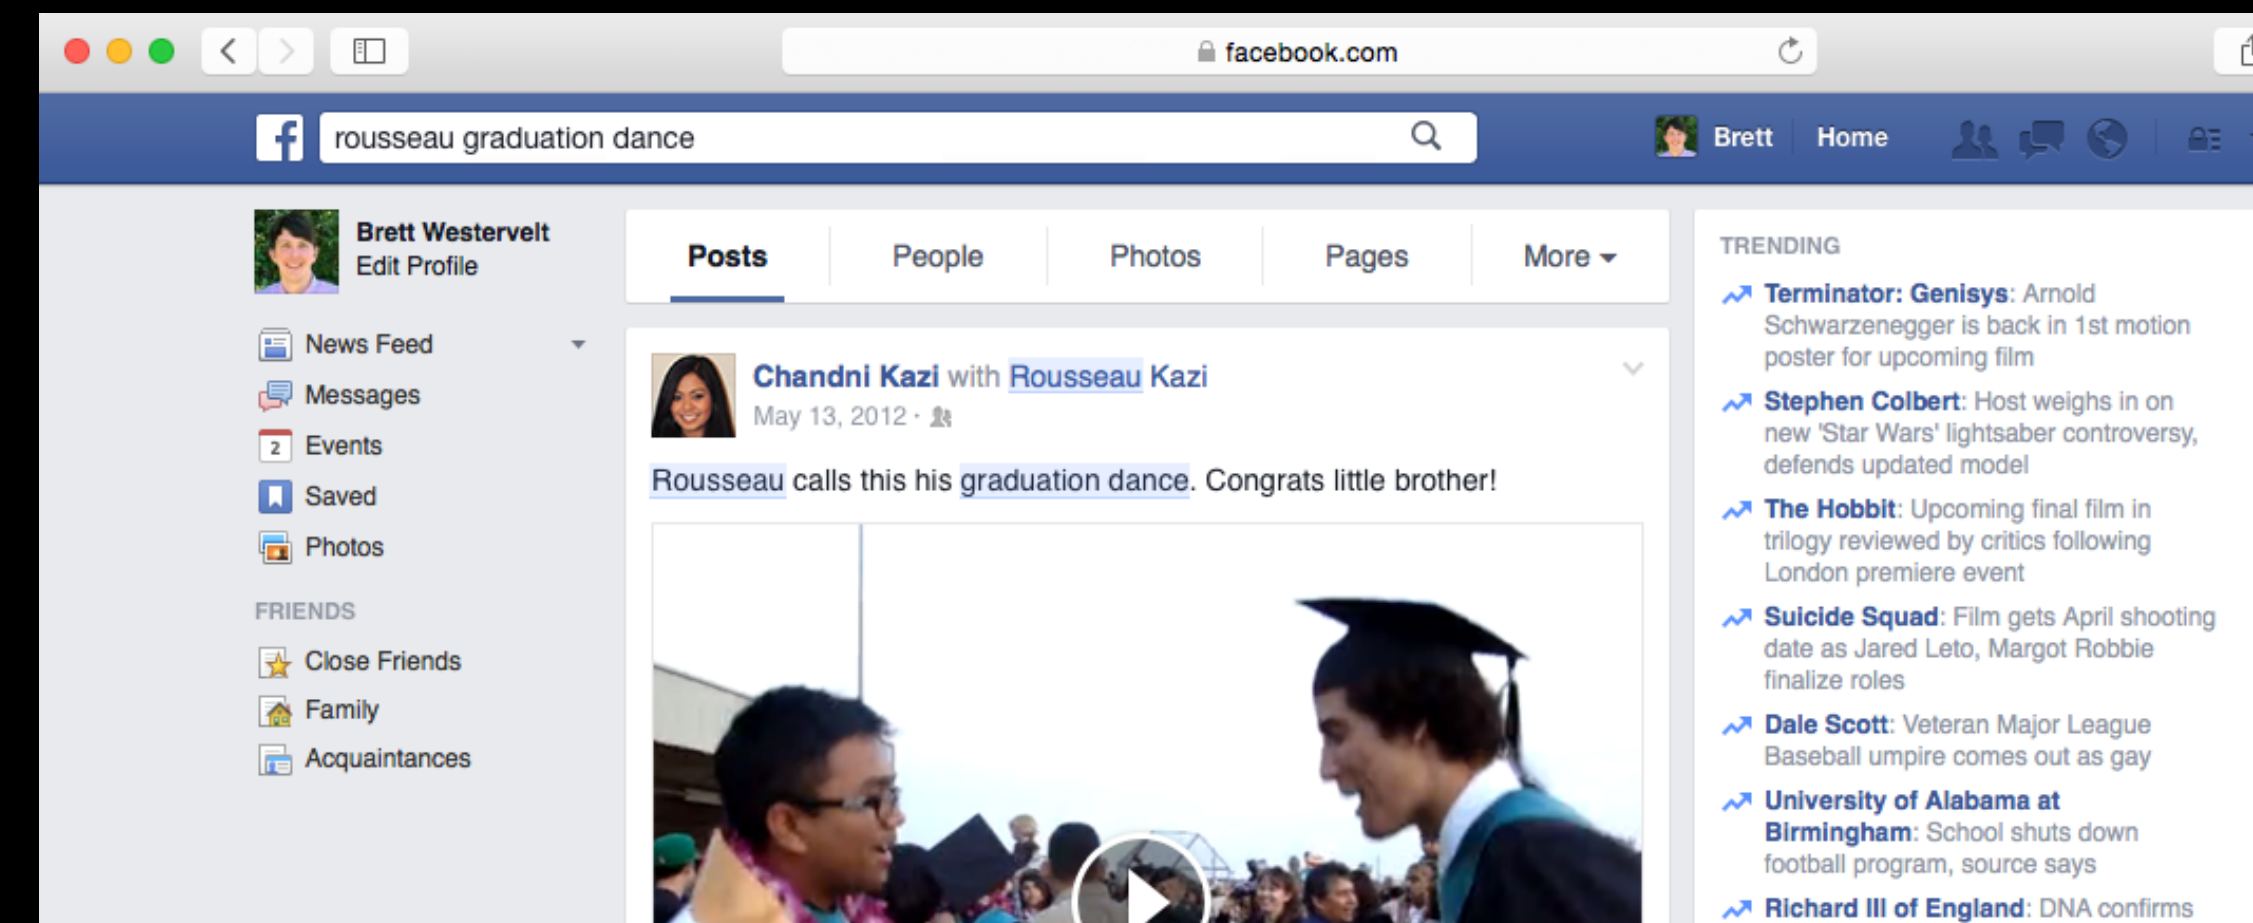 facebook.com
f
rousseau graduation dance
Brett
Home
Brett Westervelt
Edit Profile
News Feed
Messages
2
Events
Saved
Photos
FRIENDS
Close Friends
Family
Acquaintances
Posts
People
Photos
Pages
More
Chandni Kazi with Rousseau Kazi
May 13, 2012 ·
Rousseau calls this his graduation dance. Congrats little brother!
TRENDING
Terminator: Genisys: Arnold
Schwarzenegger is back in 1st motion
poster for upcoming film
Stephen Colbert: Host weighs in on
new 'Star Wars' lightsaber controversy,
defends updated model
The Hobbit: Upcoming final film in
trilogy reviewed by critics following
London premiere event
Suicide Squad: Film gets April shooting
date as Jared Leto, Margot Robbie
finalize roles
Dale Scott: Veteran Major League
Baseball umpire comes out as gay
University of Alabama at
Birmingham: School shuts down
football program, source says
Richard III of England: DNA confirms